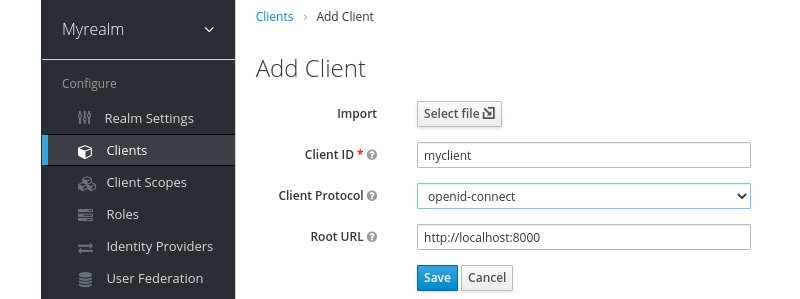 Myrealm
Configure
Realm Settings
Clients
Client Scopes
Roles
Identity Providers
User Federation
Clients › Add Client
Add Client
Import Select file
Client ID * myclient
Client Protocol openid-connect
Root URL http://localhost:8000
Save Cancel